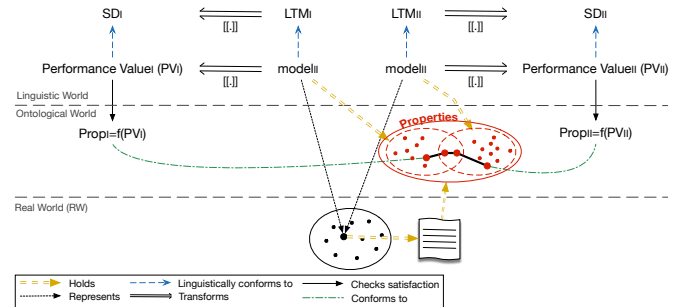 SDI LTMI LTMII SDII
[[.]] [[.]]
Performance ValueI (PVI) modelII modelII Performance ValueII (PVII)
[[.]] [[.]]
Linguistic World
Ontological World
Properties
PropI=f(PVI) PropII=f(PVII)
Real World (RW)
Holds Linguistically conforms to Checks satisfaction
Represents Transforms Conforms to